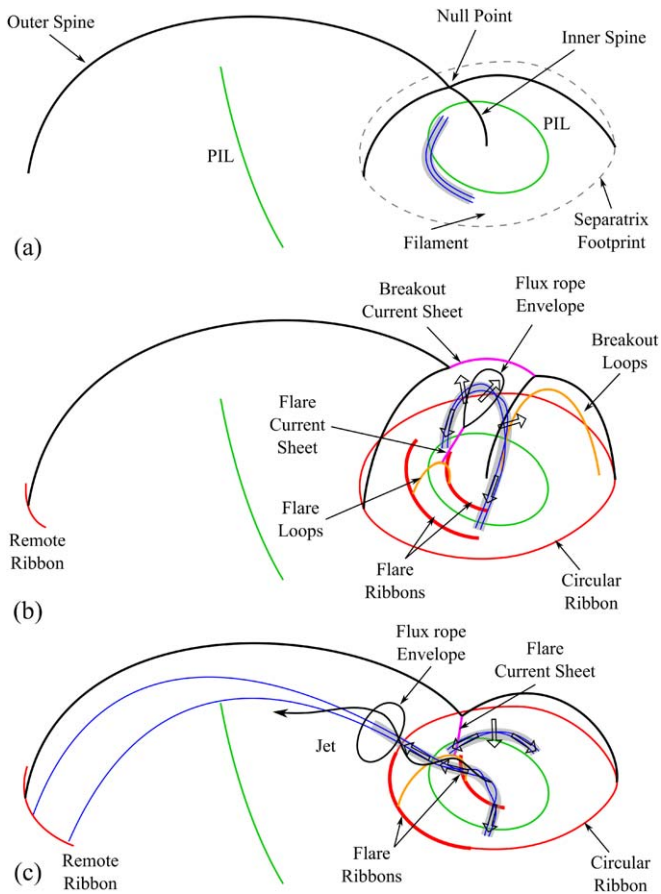 Outer Spine
Null Point
Inner Spine
PIL
PIL
Filament
Separatrix
Footprint
(a)
Breakout
Current Sheet
Flux rope
Envelope
Breakout
Loops
Flare
Current
Sheet
Flare
Loops
Remote
Ribbon
Flare
Ribbons
Circular
Ribbon
(b)
Flux rope
Envelope
Flare
Current Sheet
Jet
Remote
Ribbon
Flare
Ribbons
Circular
Ribbon
(c)